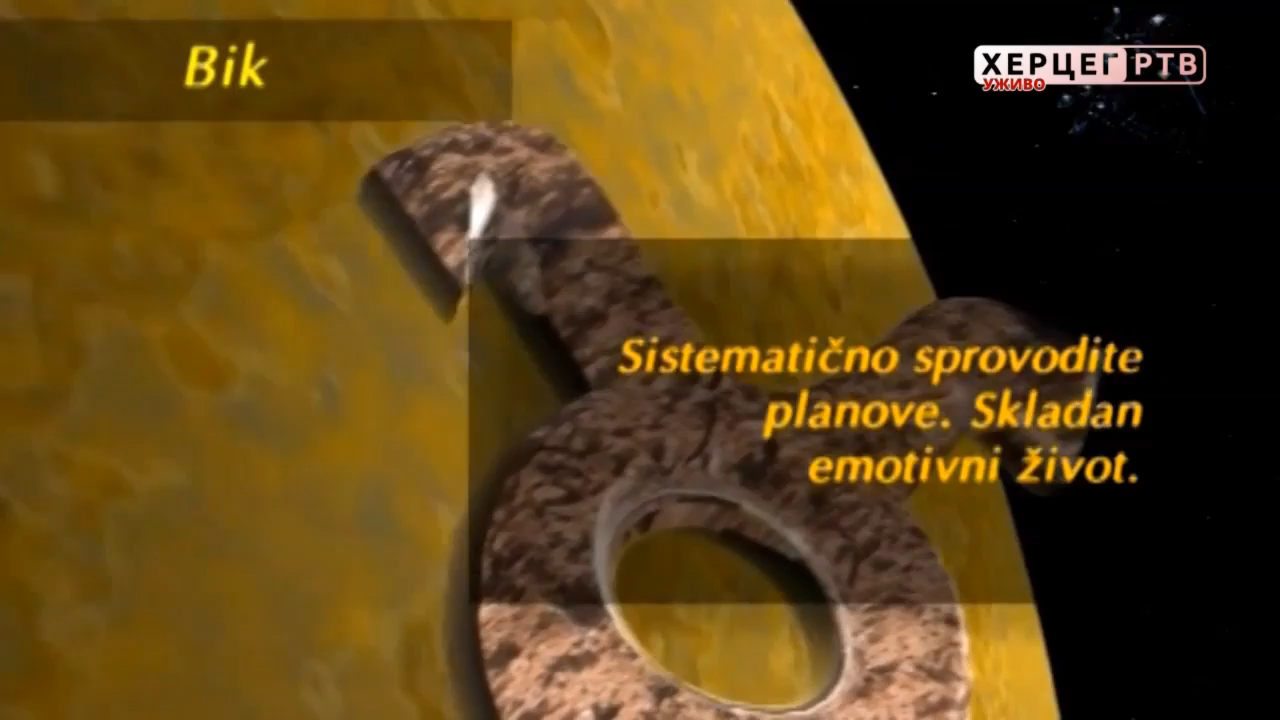 Bik
ХЕРЦЕГ РТВ
УЖИВО
Sistematično sprovodite
planove. Skladan
emotivni život.